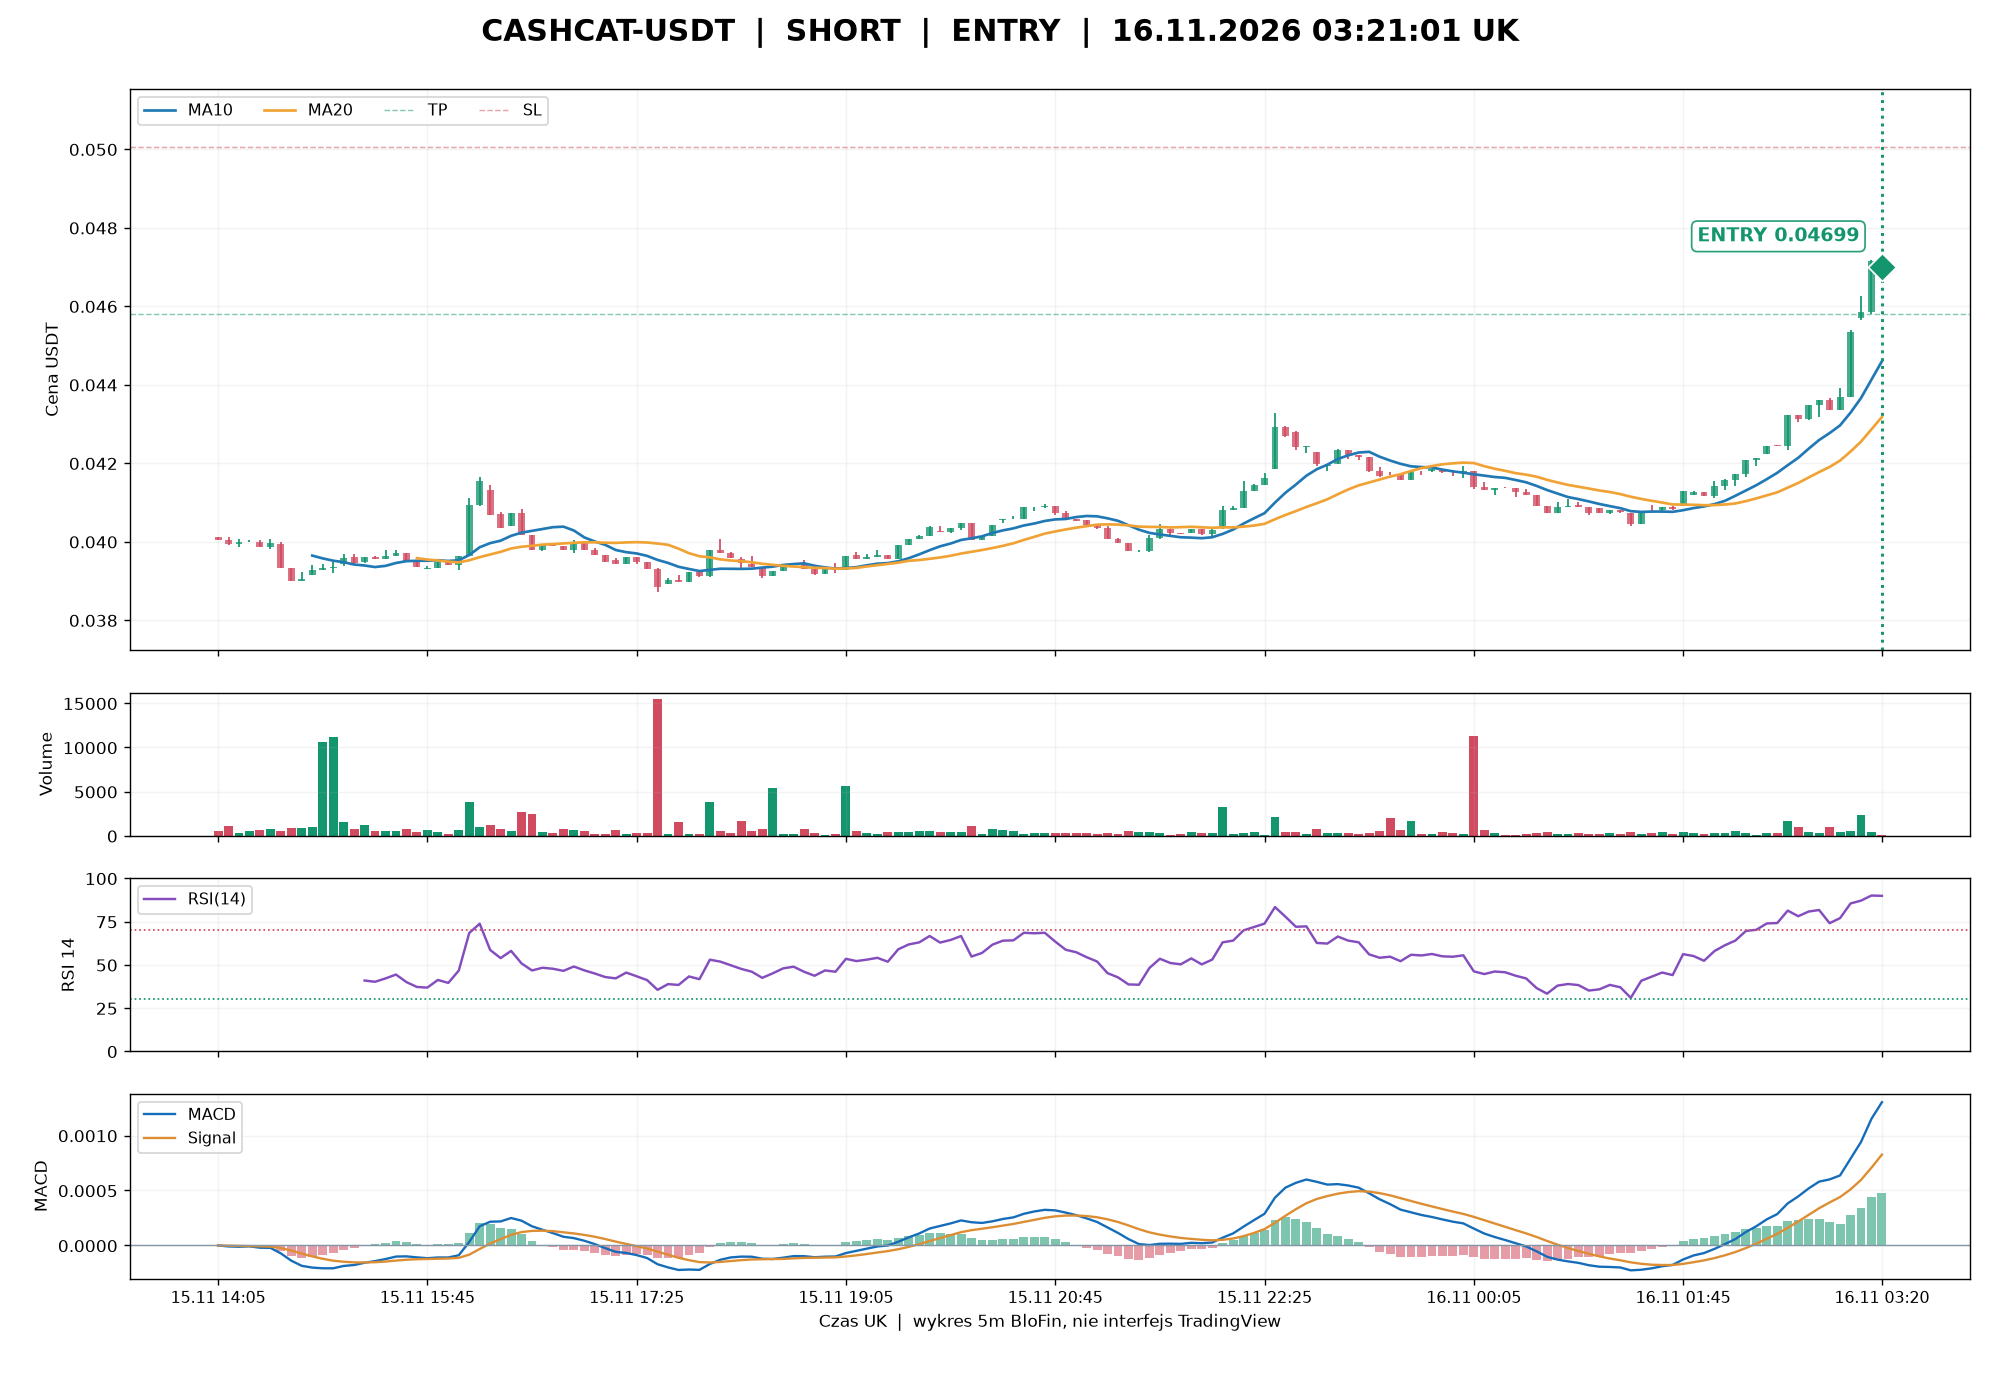 CASHCAT-USDT | SHORT | ENTRY | 16.11.2026 03:21:01 UK
MA10 MA20 TP SL
0.050
0.048
0.046
0.044
0.042
0.040
0.038
Cena USDT
ENTRY 0.04699
15000
10000
5000
0
Volume
RSI(14)
100
75
50
25
0
RSI 14
MACD
Signal
0.0010
0.0005
0.0000
MACD
15.11 14:05 15.11 15:45 15.11 17:25 15.11 19:05 15.11 20:45 15.11 22:25 16.11 00:05 16.11 01:45 16.11 03:20
Czas UK | wykres 5m BloFin, nie interfejs TradingView